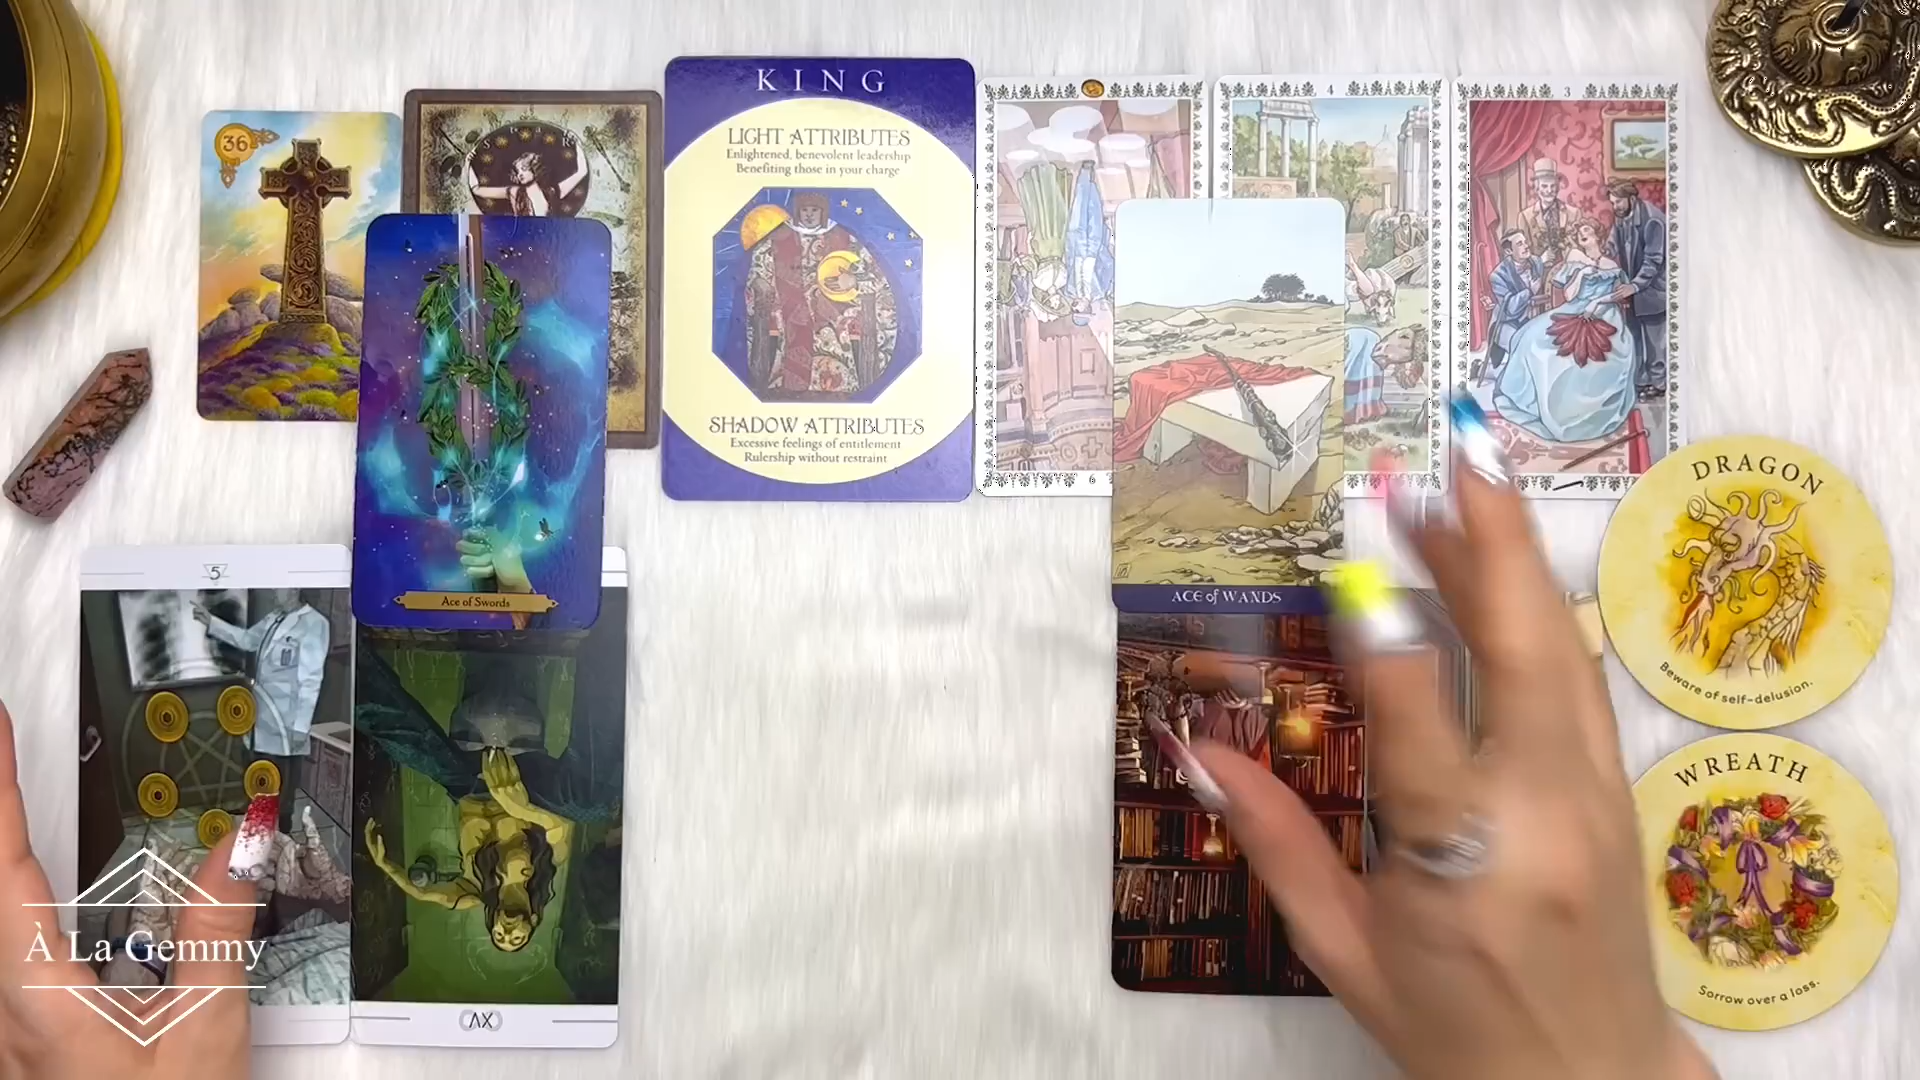 36
KING
LIGHT ATTRIBUTES
Enlightened, benevolent leadership
Benefiting those in your charge
SHADOW ATTRIBUTES
Excessive feelings of entitlement
Rulership without restraint
4
3
6
Ace of Swords
ACE of WANDS
5
XV
DRAGON
Beware of self-delusion.
WREATH
Sorrow over a loss.
À La Gemmy